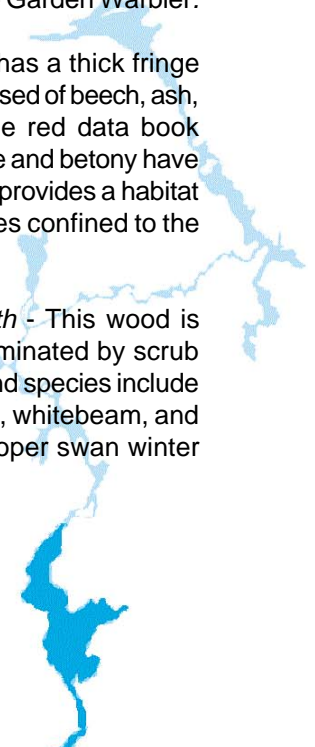 Garden Warbler.
has a thick fringe
sed of beech, ash,
e red data book
e and betony have
provides a habitat
es confined to the
th - This wood is
minated by scrub
nd species include
, whitebeam, and
oper swan winter